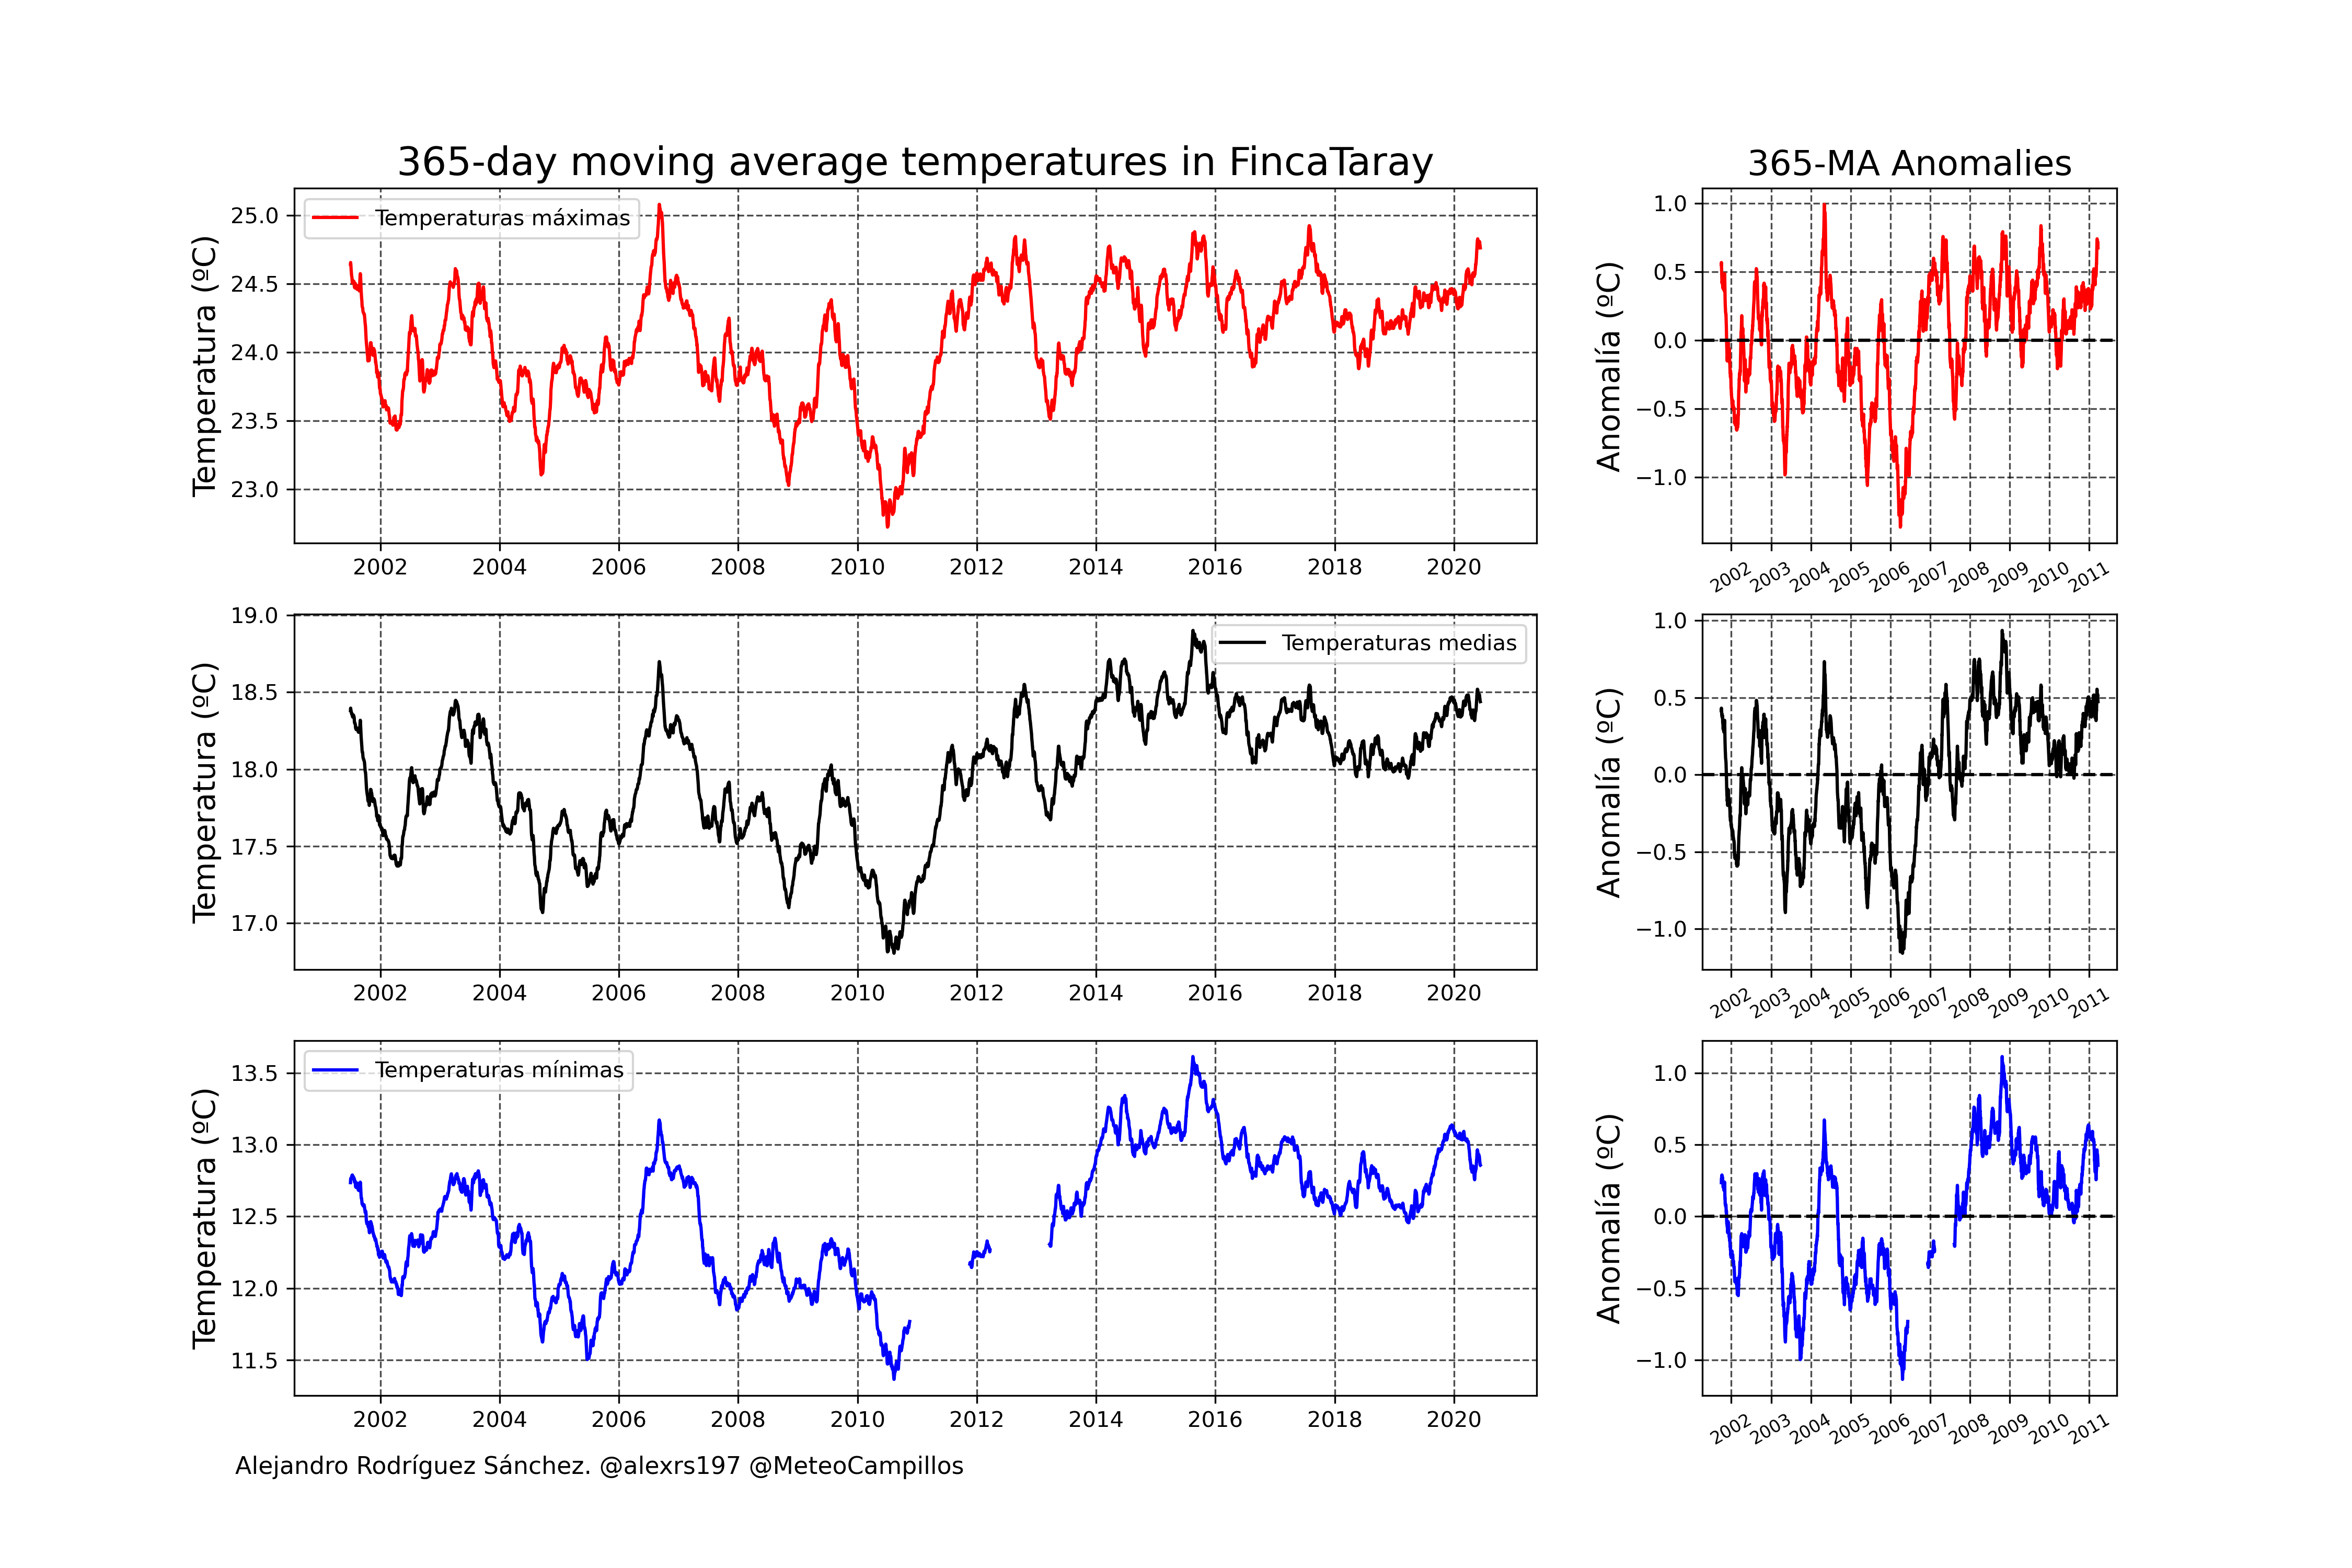 365-day moving average temperatures in FincaTaray
365-MA Anomalies
Temperatura (ºC)
25.0
24.5
24.0
23.5
23.0
Temperaturas máximas
2002 2004 2006 2008 2010 2012 2014 2016 2018 2020
Anomalía (ºC)
1.0
0.5
0.0
−0.5
−1.0
2002 2003 2004 2005 2006 2007 2008 2009 2010 2011
Temperatura (ºC)
19.0
18.5
18.0
17.5
17.0
Temperaturas medias
2002 2004 2006 2008 2010 2012 2014 2016 2018 2020
Anomalía (ºC)
1.0
0.5
0.0
−0.5
−1.0
2002 2003 2004 2005 2006 2007 2008 2009 2010 2011
Temperatura (ºC)
13.5
13.0
12.5
12.0
11.5
Temperaturas mínimas
2002 2004 2006 2008 2010 2012 2014 2016 2018 2020
Anomalía (ºC)
1.0
0.5
0.0
−0.5
−1.0
2002 2003 2004 2005 2006 2007 2008 2009 2010 2011
Alejandro Rodríguez Sánchez. @alexrs197 @MeteoCampillos